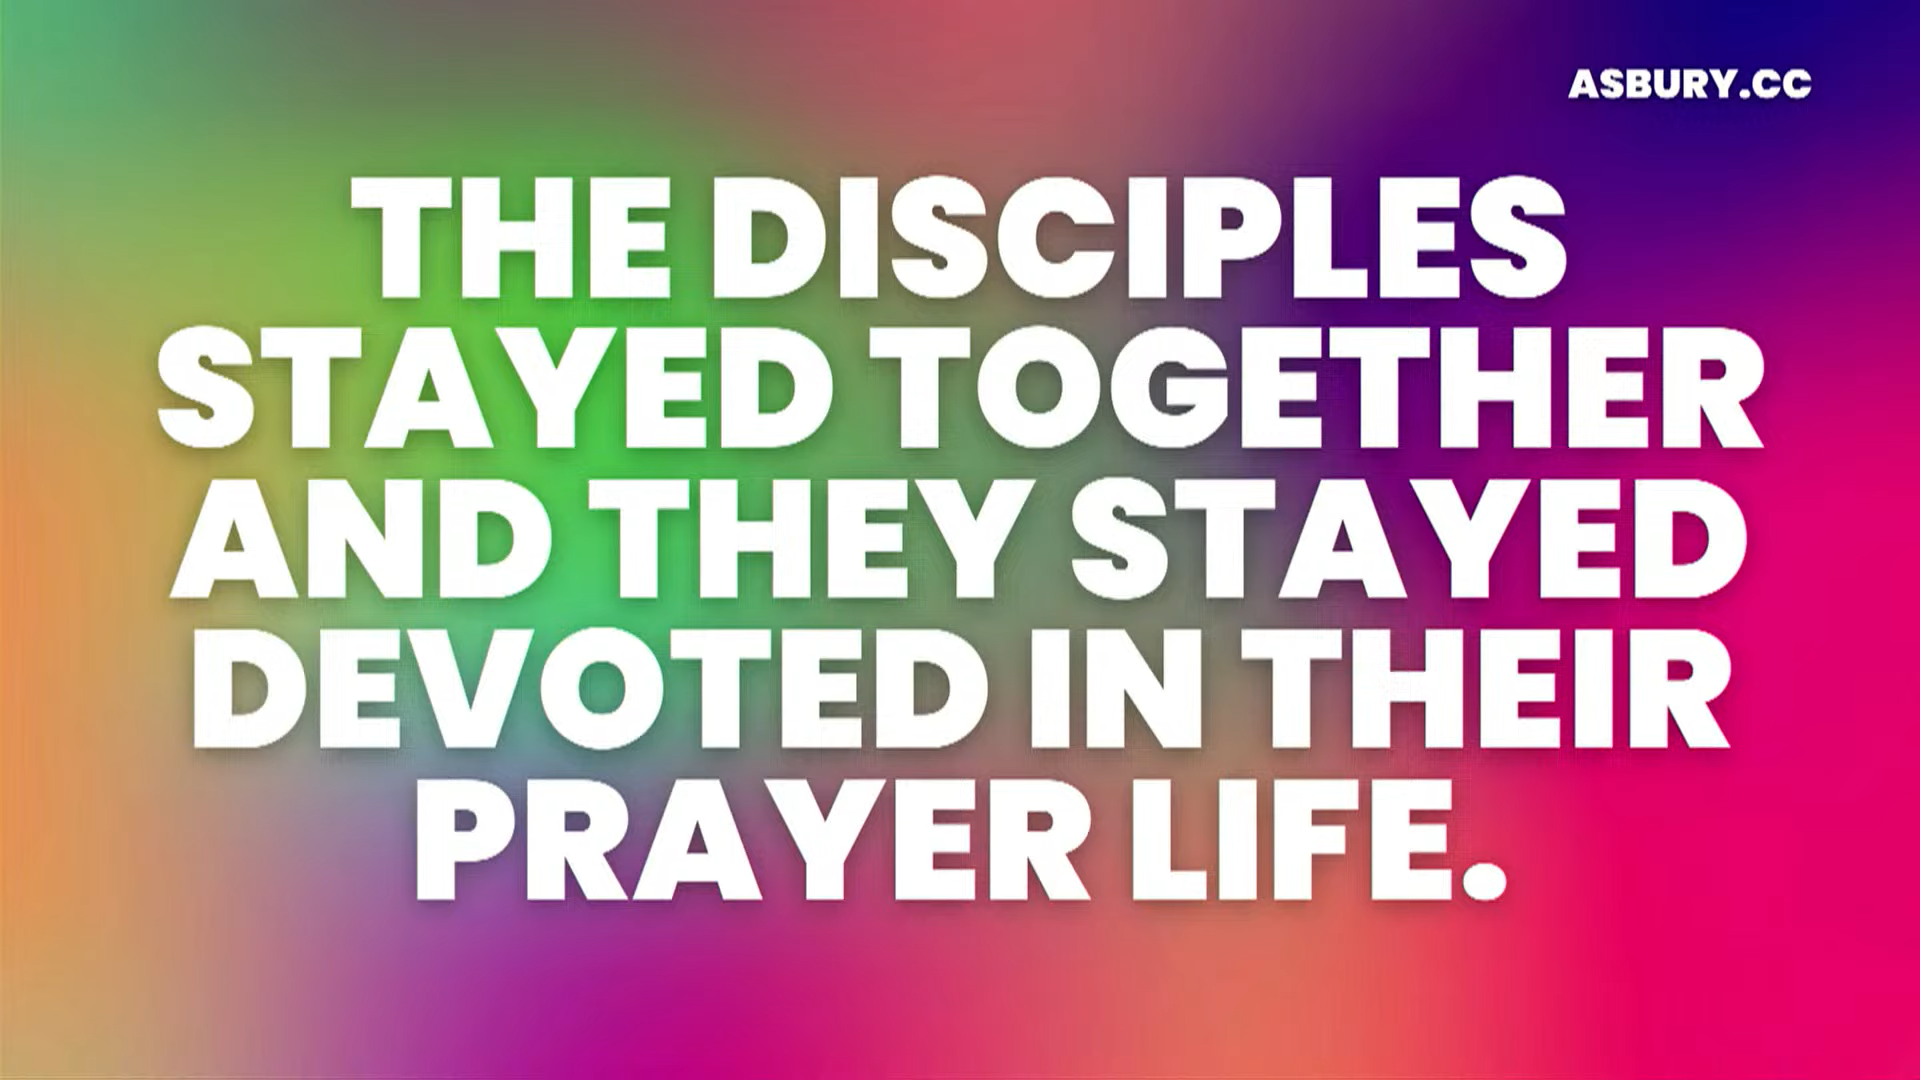 ASBURY.CC
THE DISCIPLES
STAYED TOGETHER
AND THEY STAYED
DEVOTED IN THEIR
PRAYER LIFE.